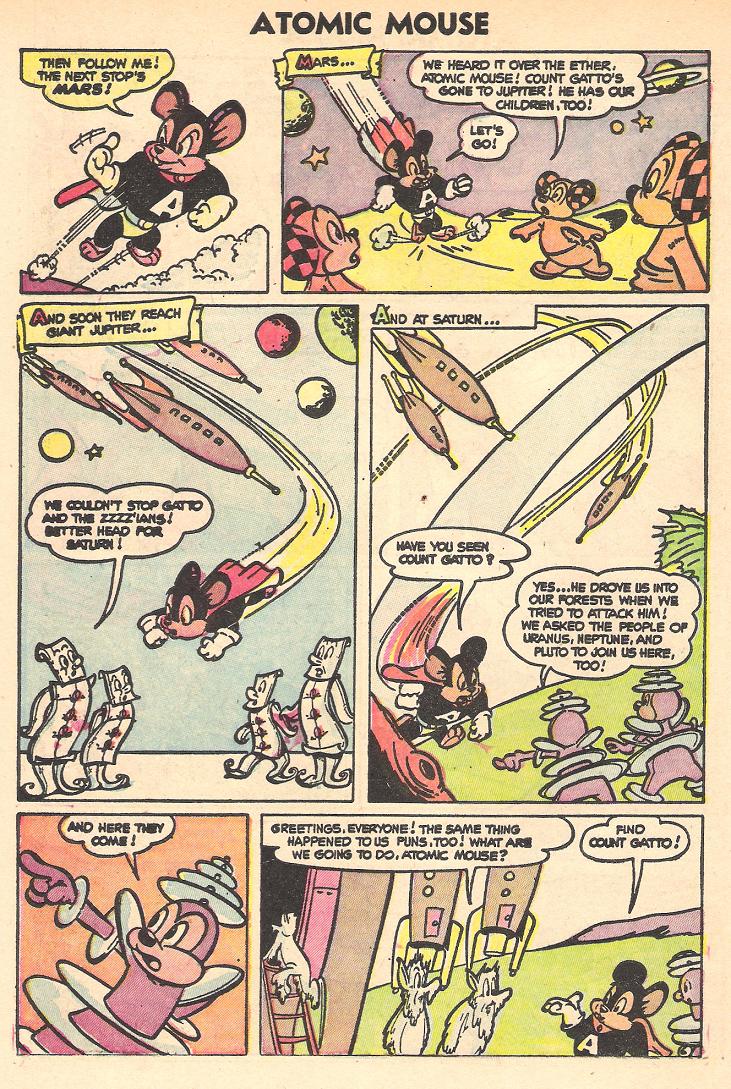 ATOMIC MOUSE
THEN FOLLOW ME!
THE NEXT STOP'S
MARS!
A
MARS...
WE HEARD IT OVER THE ETHER,
ATOMIC MOUSE! COUNT GATTO'S
GONE TO JUPITER! HE HAS OUR
CHILDREN, TOO!
LET'S
GO!
A
AND SOON THEY REACH
GIANT JUPITER...
WE COULDN'T STOP GATTO
AND THE ZZZZ'IANS!
BETTER HEAD FOR
SATURN!
AND AT SATURN...
HAVE YOU SEEN
COUNT GATTO?
YES...HE DROVE US INTO
OUR FORESTS WHEN WE
TRIED TO ATTACK HIM!
WE ASKED THE PEOPLE OF
URANUS, NEPTUNE, AND
PLUTO TO JOIN US HERE,
TOO!
AND HERE THEY
COME!
GREETINGS, EVERYONE! THE SAME THING
HAPPENED TO US PUNS, TOO! WHAT ARE
WE GOING TO DO, ATOMIC MOUSE?
FIND
COUNT GATTO!
A